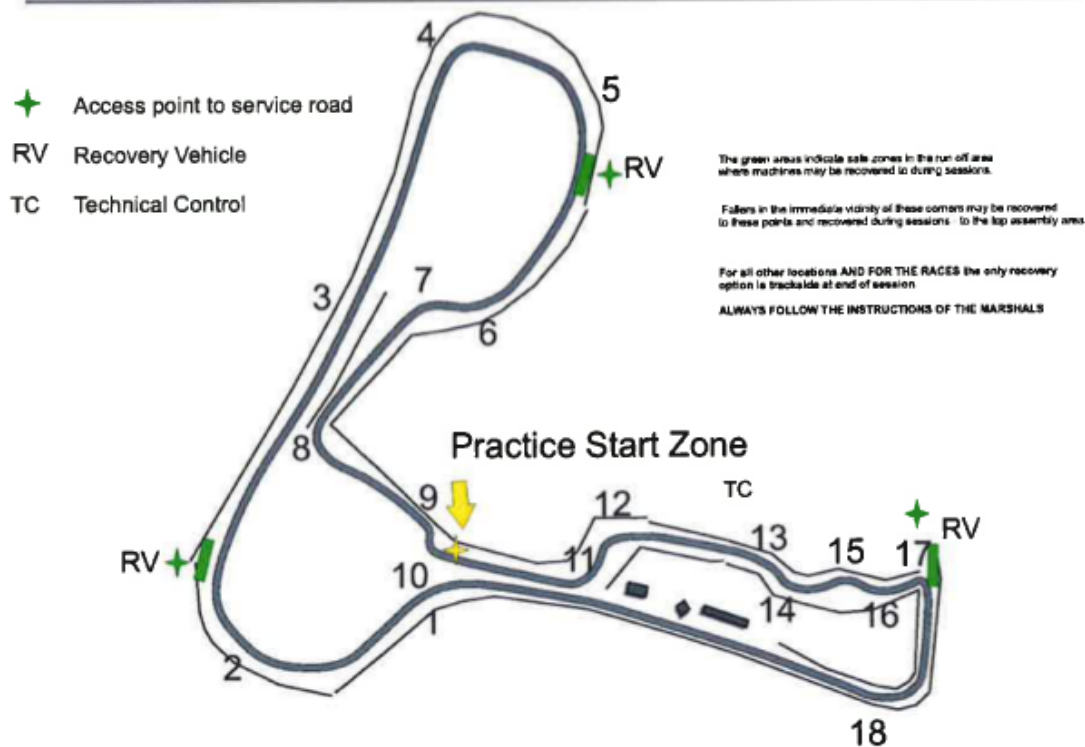 4
5
Access point to service road
RV Recovery Vehicle
TC Technical Control
RV
The green areas indicate safe zones in the run off area
where machines may be recovered to during sessions.
Fallers in the immediate vicinity of these corners may be recovered
to these points and recovered during sessions - to the top assembly area
For all other locations AND FOR THE RACES the only recovery
option is trackside at end of session
ALWAYS FOLLOW THE INSTRUCTIONS OF THE MARSHALS
3
7
6
8
Practice Start Zone
9
12
TC
13
RV
RV
10
11
15
17
14
16
1
2
18